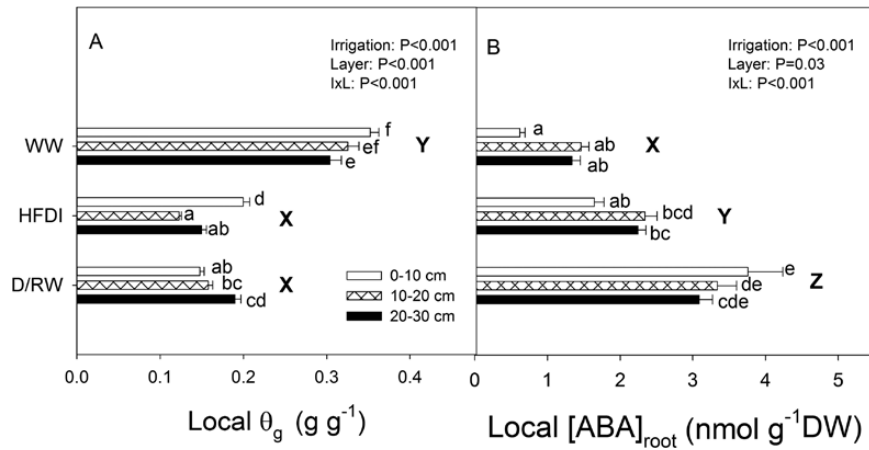 A
Irrigation: P<0.001
Layer: P<0.001
IxL: P<0.001
WW
f
ef
e
Y
HFDI
d
a
ab
X
D/RW
ab
bc
cd
X
0-10 cm
10-20 cm
20-30 cm
0.0 0.1 0.2 0.3 0.4
Local θg (g g-1)
B
Irrigation: P<0.001
Layer: P=0.03
IxL: P<0.001
a
ab
ab
X
ab
bcd
bc
Y
e
de
cde
Z
0 1 2 3 4 5
Local [ABA]root (nmol g-1DW)